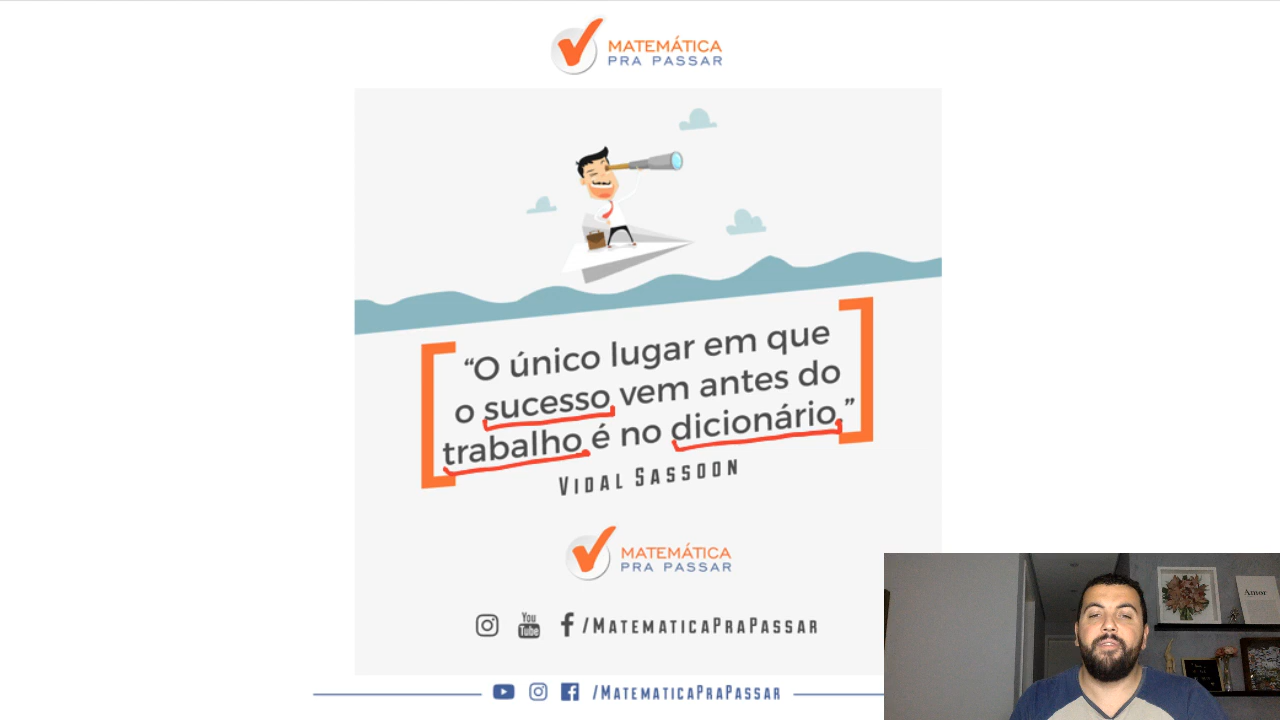 MATEMÁTICA
PRA PASSAR
“O único lugar em que
o sucesso vem antes do
trabalho é no dicionário.”
VIDAL SASSOON
MATEMÁTICA
PRA PASSAR
You
Tube
/MATEMATICAPRAPASSAR
/MATEMATICAPRAPASSAR
Amor